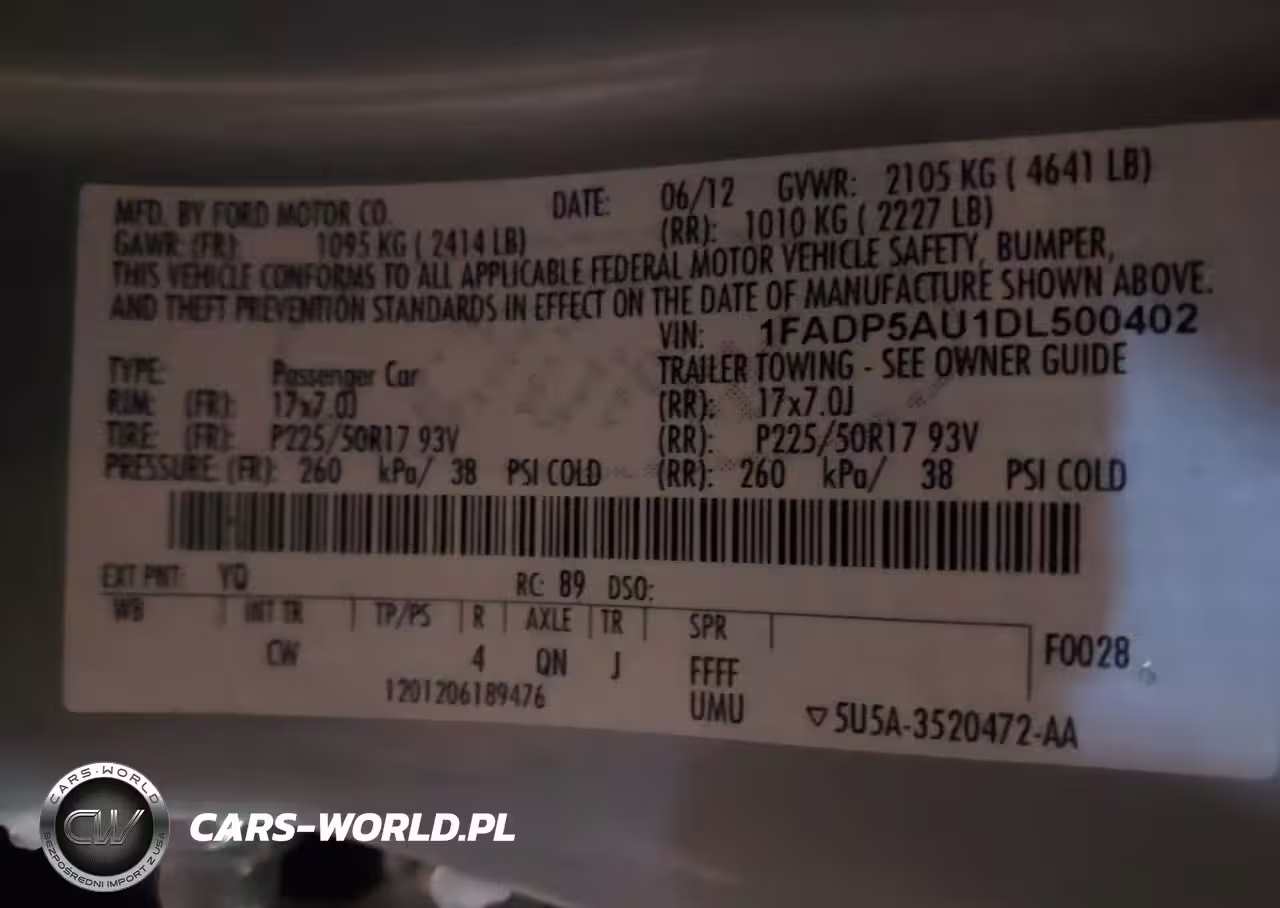 MFD. BY FORD MOTOR CO. DATE: 06/12 GVWR: 2105 KG ( 4641 LB)
GAWR: (FR): 1095 KG ( 2414 LB) (RR): 1010 KG ( 2227 LB)
THIS VEHICLE CONFORMS TO ALL APPLICABLE FEDERAL MOTOR VEHICLE SAFETY, BUMPER,
AND THEFT PREVENTION STANDARDS IN EFFECT ON THE DATE OF MANUFACTURE SHOWN ABOVE.
VIN: 1FADP5AU1DL500402
TYPE: Passenger Car TRAILER TOWING - SEE OWNER GUIDE
RIM: (FR): 17x7.0J (RR): 17x7.0J
TIRE: (FR): P225/50R17 93V (RR): P225/50R17 93V
PRESSURE: (FR): 260 kPa/ 38 PSI COLD (RR): 260 kPa/ 38 PSI COLD
EXT PNT: YQ RC: 89 DSO:
WB INT TR TP/PS R AXLE TR SPR
CW 4 QN J FFFF F0028
1201206189476 UMU ▽5U5A-3520472-AA
CARS-WORLD
CW
BEZPOŚREDNI IMPORT Z USA
CARS-WORLD.PL